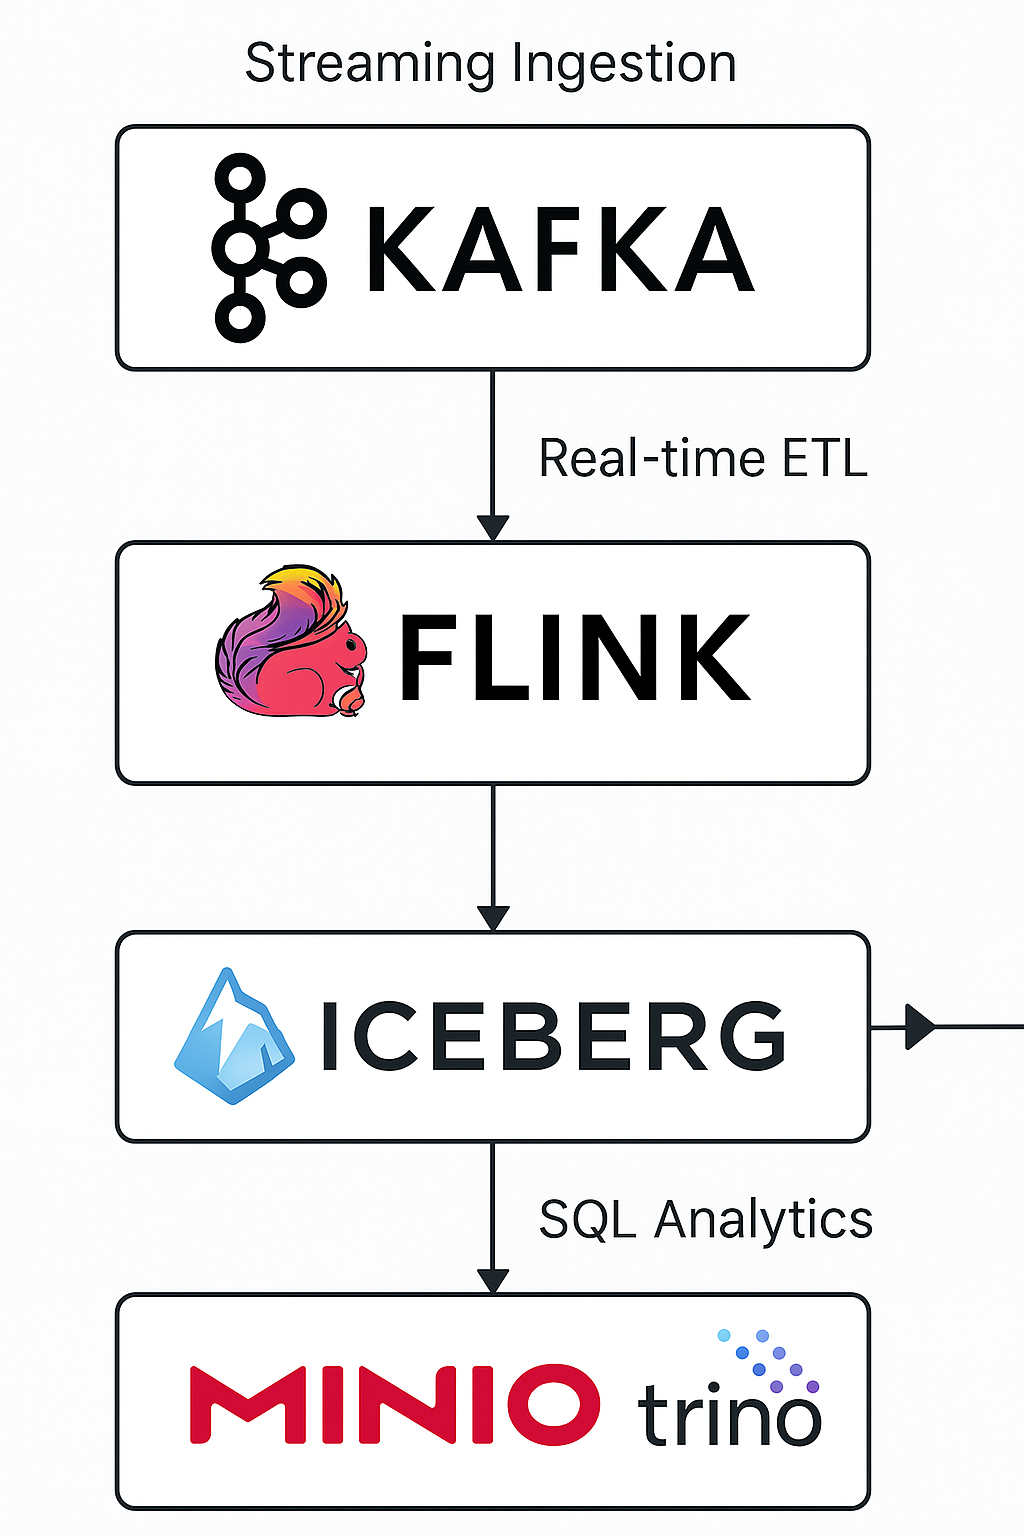 Streaming Ingestion
KAFKA
Real-time ETL
FLINK
ICEBERG
SQL Analytics
MINIO trino